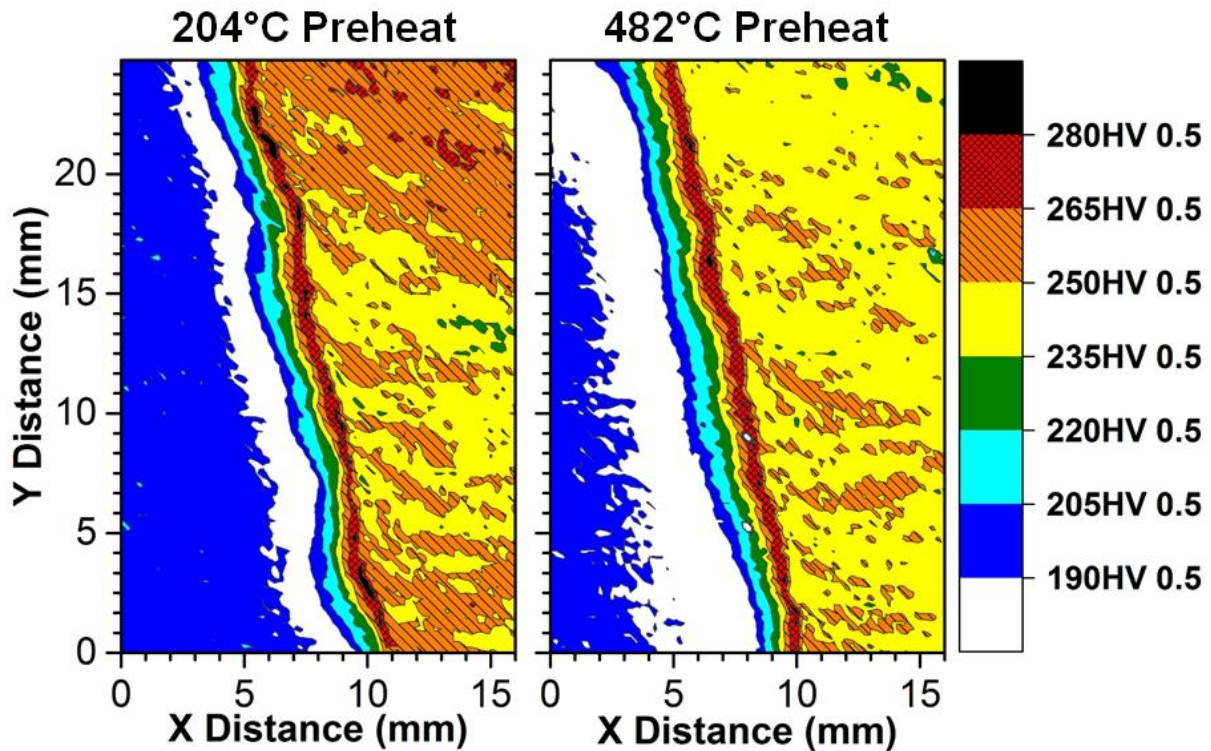 204°C Preheat
482°C Preheat
Y Distance (mm)
20
15
10
5
0
0 5 10 15
X Distance (mm)
0 5 10 15
X Distance (mm)
280HV 0.5
265HV 0.5
250HV 0.5
235HV 0.5
220HV 0.5
205HV 0.5
190HV 0.5